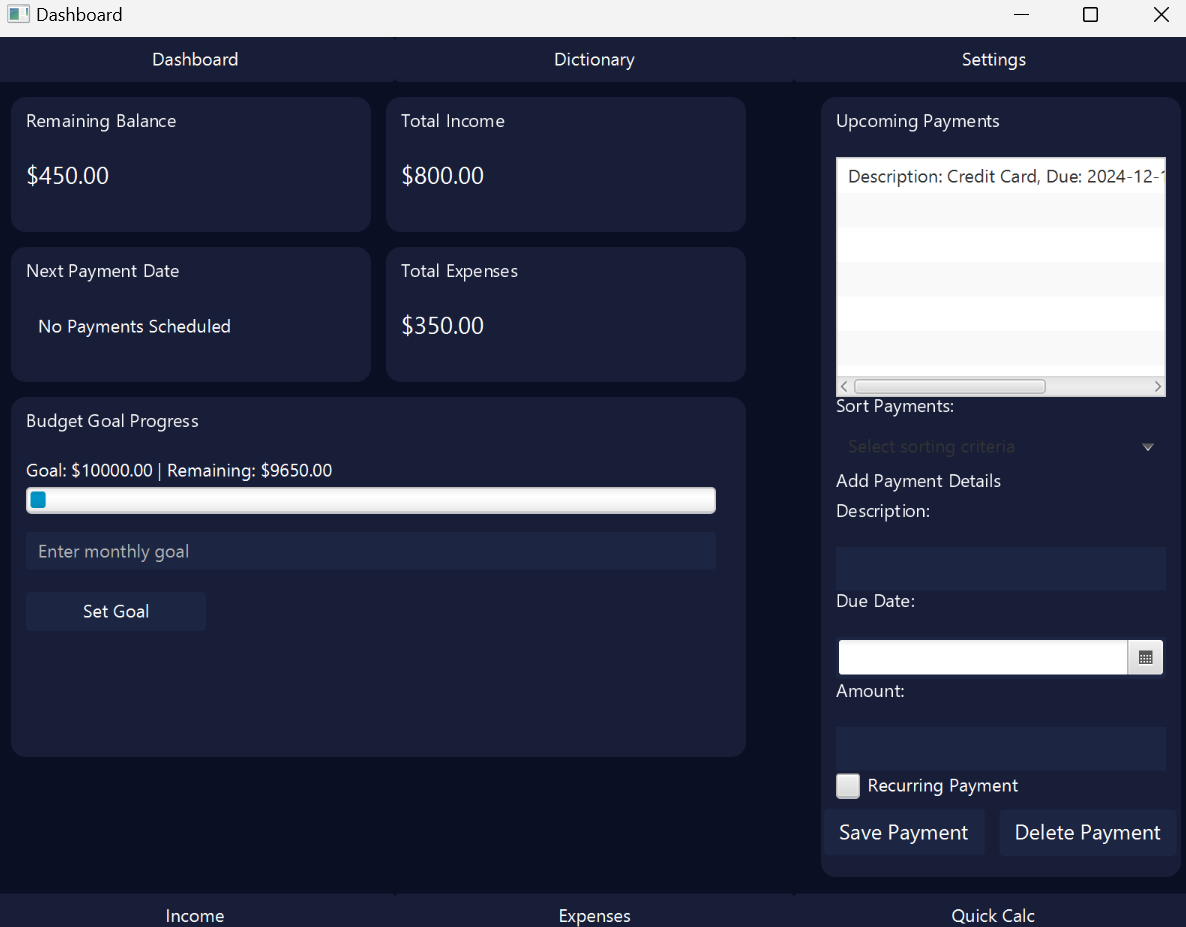 Dashboard
Dashboard
Dictionary
Settings
Remaining Balance
$450.00
Total Income
$800.00
Next Payment Date
No Payments Scheduled
Total Expenses
$350.00
Budget Goal Progress
Goal: $10000.00 | Remaining: $9650.00
Enter monthly goal
Set Goal
Upcoming Payments
Description: Credit Card, Due: 2024-12-1
Sort Payments:
Select sorting criteria
Add Payment Details
Description:
Due Date:
Amount:
Recurring Payment
Save Payment
Delete Payment
Income
Expenses
Quick Calc